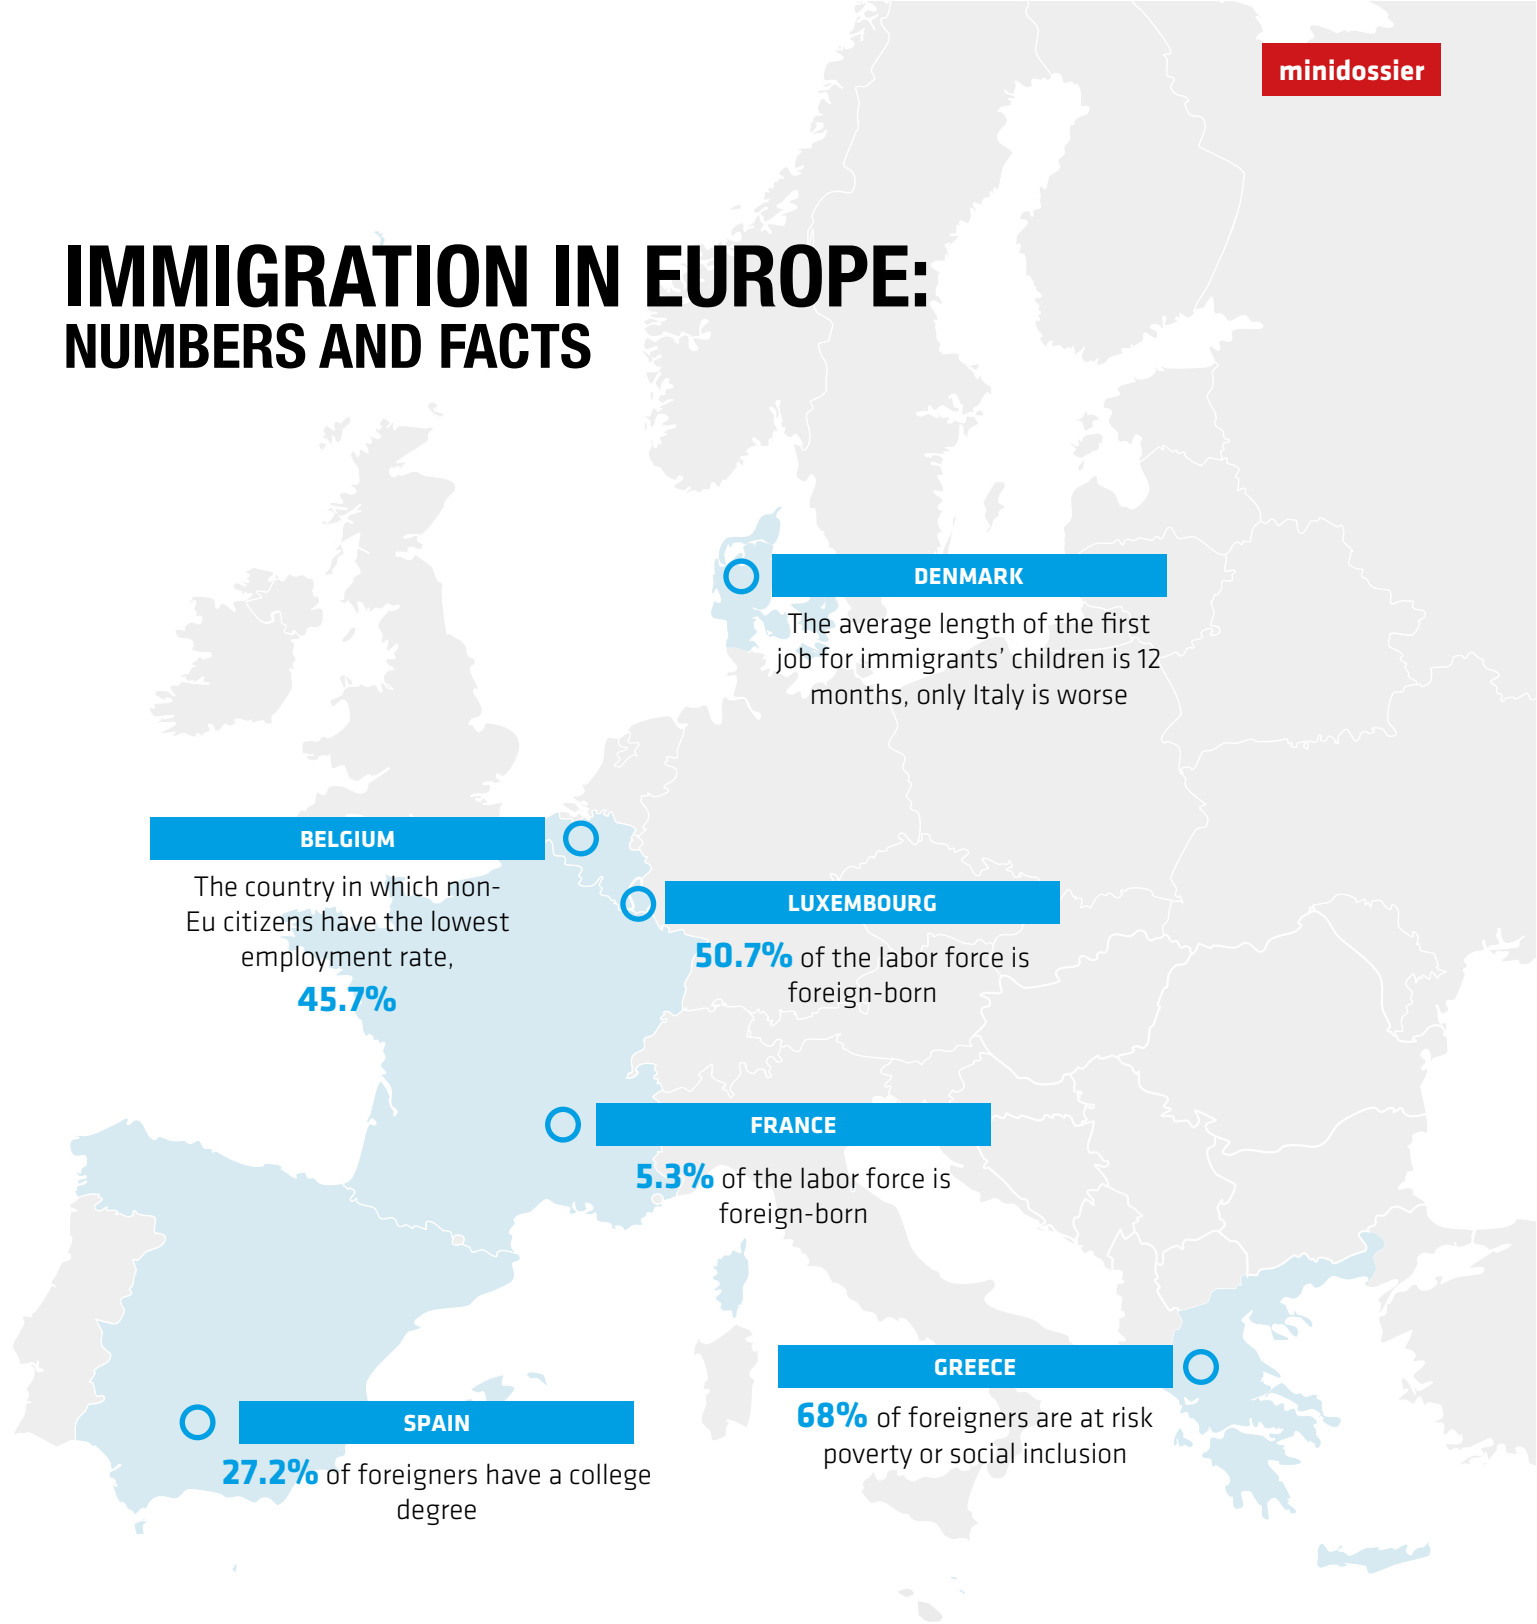 minidossier
IMMIGRATION IN EUROPE:
NUMBERS AND FACTS
DENMARK
The average length of the first
job for immigrants’ children is 12
months, only Italy is worse
BELGIUM
The country in which non-
Eu citizens have the lowest
employment rate,
45.7%
LUXEMBOURG
50.7% of the labor force is
foreign-born
FRANCE
5.3% of the labor force is
foreign-born
GREECE
68% of foreigners are at risk
poverty or social inclusion
SPAIN
27.2% of foreigners have a college
degree